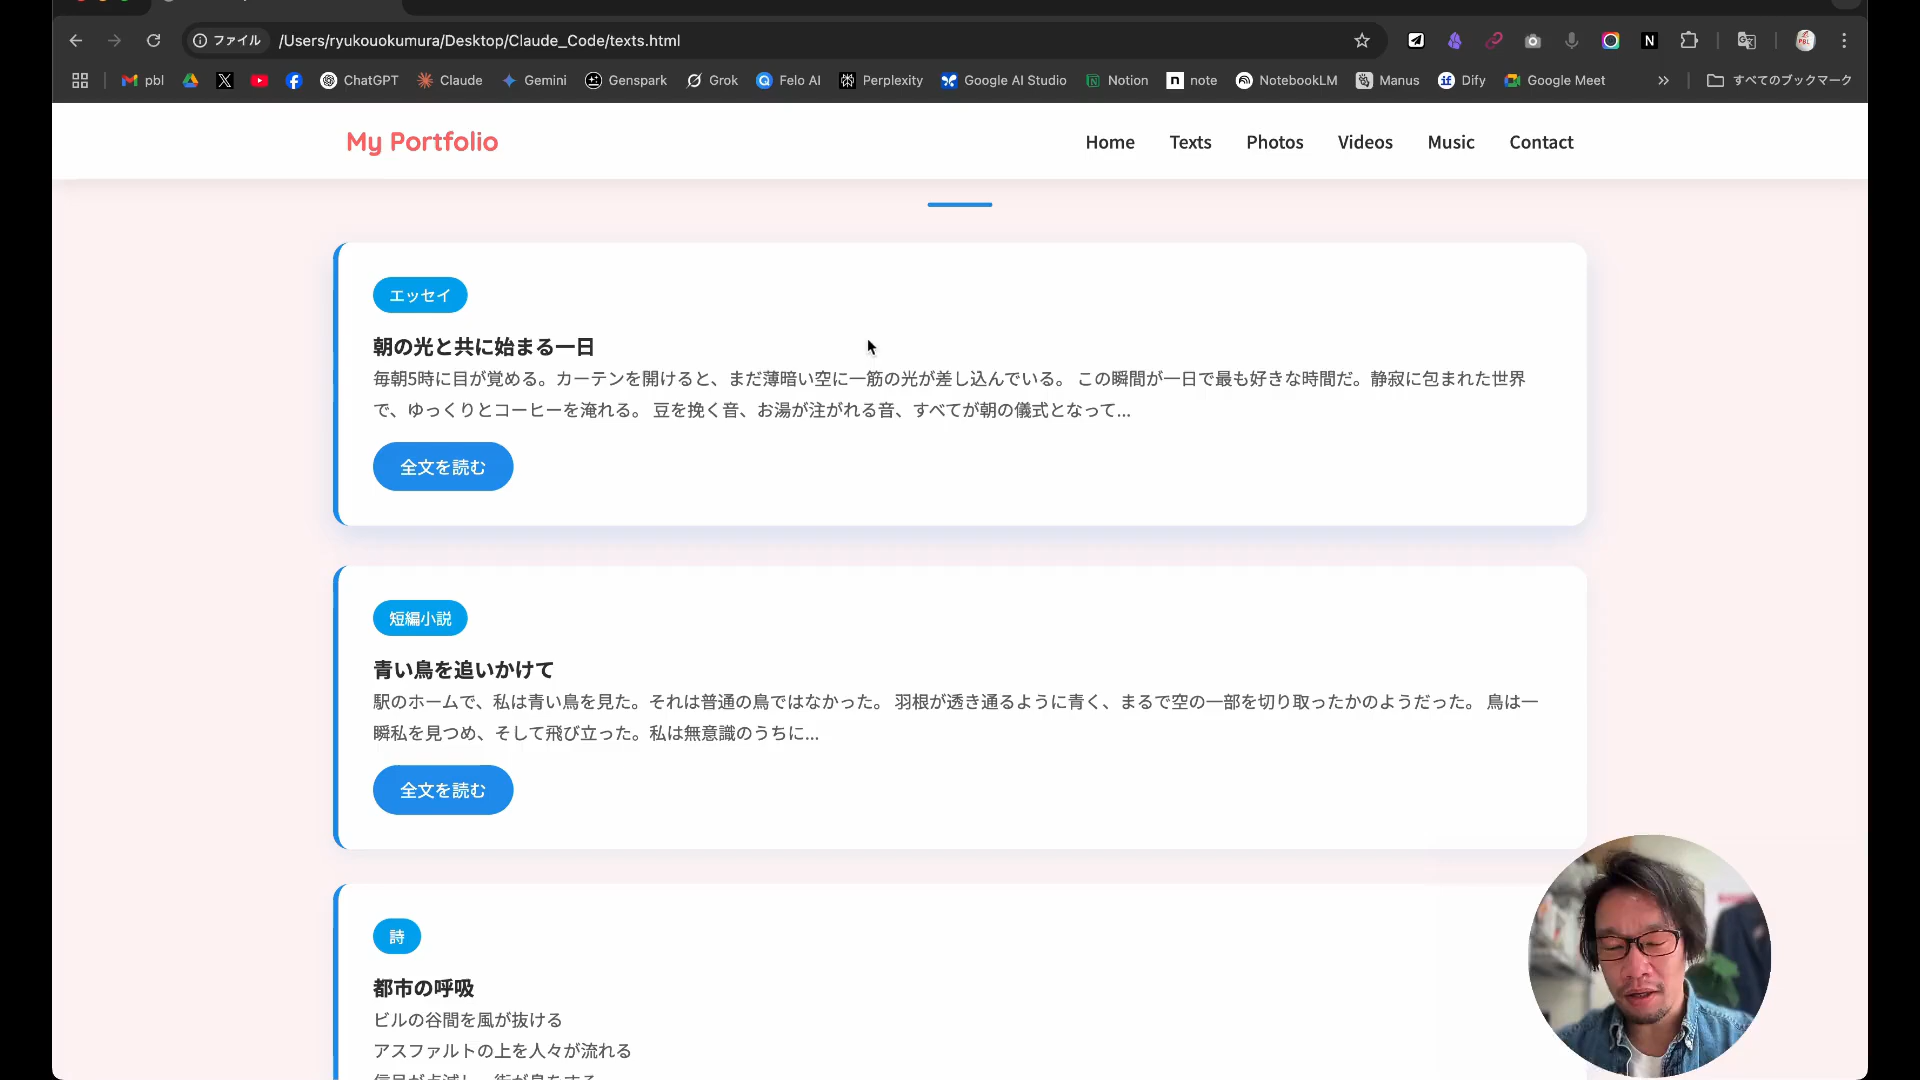 ファイル /Users/ryukouokumura/Desktop/Claude_Code/texts.html
pbl ChatGPT Claude Gemini Genspark Grok Felo AI Perplexity Google AI Studio Notion note NotebookLM Manus Dify Google Meet » すべてのブックマーク
My Portfolio Home Texts Photos Videos Music Contact
エッセイ
朝の光と共に始まる一日
毎朝5時に目が覚める。カーテンを開けると、まだ薄暗い空に一筋の光が差し込んでいる。 この瞬間が一日で最も好きな時間だ。静寂に包まれた世界
で、ゆっくりとコーヒーを淹れる。 豆を挽く音、お湯が注がれる音、すべてが朝の儀式となって...
全文を読む
短編小説
青い鳥を追いかけて
駅のホームで、私は青い鳥を見た。それは普通の鳥ではなかった。 羽根が透き通るように青く、まるで空の一部を切り取ったかのようだった。 鳥は一
瞬私を見つめ、そして飛び立った。私は無意識のうちに...
全文を読む
詩
都市の呼吸
ビルの谷間を風が抜ける
アスファルトの上を人々が流れる